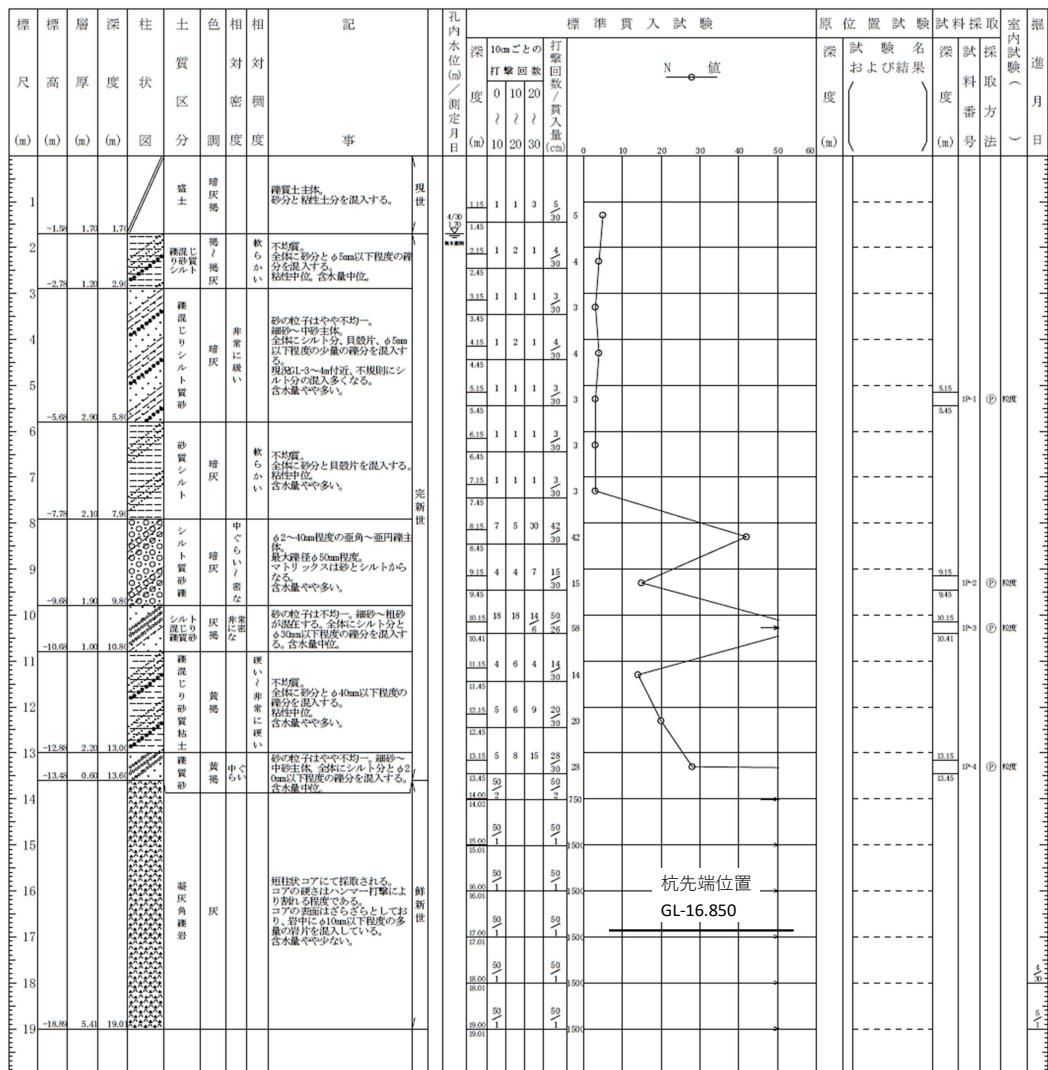 標尺 (m)
標高 (m)
層厚 (m)
深度 (m)
柱状図
土質区分
色調
相対密度
相対稠度
記事
孔内水位(m)/測定月日
標準貫入試験
深度 (m)
10cmごとの打撃回数
0 〜 10
10 〜 20
20 〜 30
打撃回数/貫入量 (cm)
N 値
0 10 20 30 40 50 60
原位置試験
深度 (m)
試験名および結果
試料採取
深度 (m)
試料番号
採取方法
室内試験( )
掘進月日
1
-1.58 1.70 1.70
盛土
暗灰褐
礫質土主体。
砂分と粘性土分を混入する。
現世
4/30
1.70
2
-2.78 1.20 2.90
礫混じり砂質シルト
褐〜褐灰
軟らかい
不均質。
全体に砂分とφ5mm以下程度の礫
分を混入する。
粘性中位。含水量中位。
3
4
5
-5.68 2.90 5.80
礫混じりシルト質砂
暗灰
非常に緩い
砂の粒子はやや不均一。
細砂〜中砂主体。
全体にシルト分、貝殻片、φ5mm
以下程度の少量の礫分を混入す
る。
現況GL-3〜4m付近、不規則にシ
ルト分の混入多くなる。
含水量やや多い。
6
7
-7.78 2.10 7.90
砂質シルト
暗灰
軟らかい
不均質。
全体に砂分と貝殻片を混入する。
粘性中位。
含水量やや多い。
完新世
8
9
-9.68 1.90 9.80
シルト質砂礫
暗灰
中ぐらい〜密な
φ2〜40mm程度の亜角〜亜円礫主
体。
最大礫径φ50mm程度。
マトリックスは砂とシルトから
なる。
含水量やや多い。
10
-10.68 1.00 10.80
シルト混じり礫質砂
灰褐
非常に密な
砂の粒子は不均一。細砂〜粗砂
が混在する。全体にシルト分と
φ30mm以下程度の礫分を混入す
る。含水量中位。
11
12
-12.88 2.20 13.00
礫混じり砂質粘土
黄褐
硬い〜非常に硬い
不均質。
全体に砂分とφ40mm以下程度の
礫分を混入する。
粘性中位。
含水量やや多い。
13
-13.48 0.60 13.60
礫質砂
黄褐
中ぐらい
砂の粒子はやや不均一。細砂〜
中砂主体。全体にシルト分とφ2
0mm以下程度の礫分を混入する。
含水量中位。
14
15
16
17
18
19
-18.89 5.41 19.01
凝灰角礫岩
灰
短柱状コアにて採取される。
コアの硬さはハンマー打撃によ
り割れる程度である。
コアの表面はざらざらとしてお
り、岩中にφ10mm以下程度の多
量の岩片を混入している。
含水量やや少ない。
鮮新世
1.15 1.45 1 1 3 5/30 5
2.15 2.45 1 2 1 4/30 4
3.15 3.45 1 1 1 3/30 3
4.15 4.45 1 2 1 4/30 4
5.15 5.45 1 1 1 3/30 3
6.15 6.45 1 1 1 3/30 3
7.15 7.45 1 1 1 3/30 3
8.15 8.45 7 5 30 42/30 42
9.15 9.45 4 4 7 15/30 15
10.15 10.41 18 18 14/6 50/26 58
11.15 11.45 4 6 4 14/30 14
12.15 12.45 5 6 9 20/30 20
13.15 13.45 5 8 15 28/30 28
14.00 14.02 50/2 50/2 750
15.00 15.01 50/1 50/1 1500
16.00 50/1 50/1 1500
17.00 17.01 50/1 50/1 1500
18.00 18.01 50/1 50/1 1500
19.00 19.01 50/1 50/1 1500
杭先端位置
GL-16.850
5.15 5.45 1P-1 Ⓟ 粒度
9.15 9.45 1P-2 Ⓟ 粒度
10.15 10.41 1P-3 Ⓟ 粒度
13.15 13.45 1P-4 Ⓟ 粒度
4/30
5/1